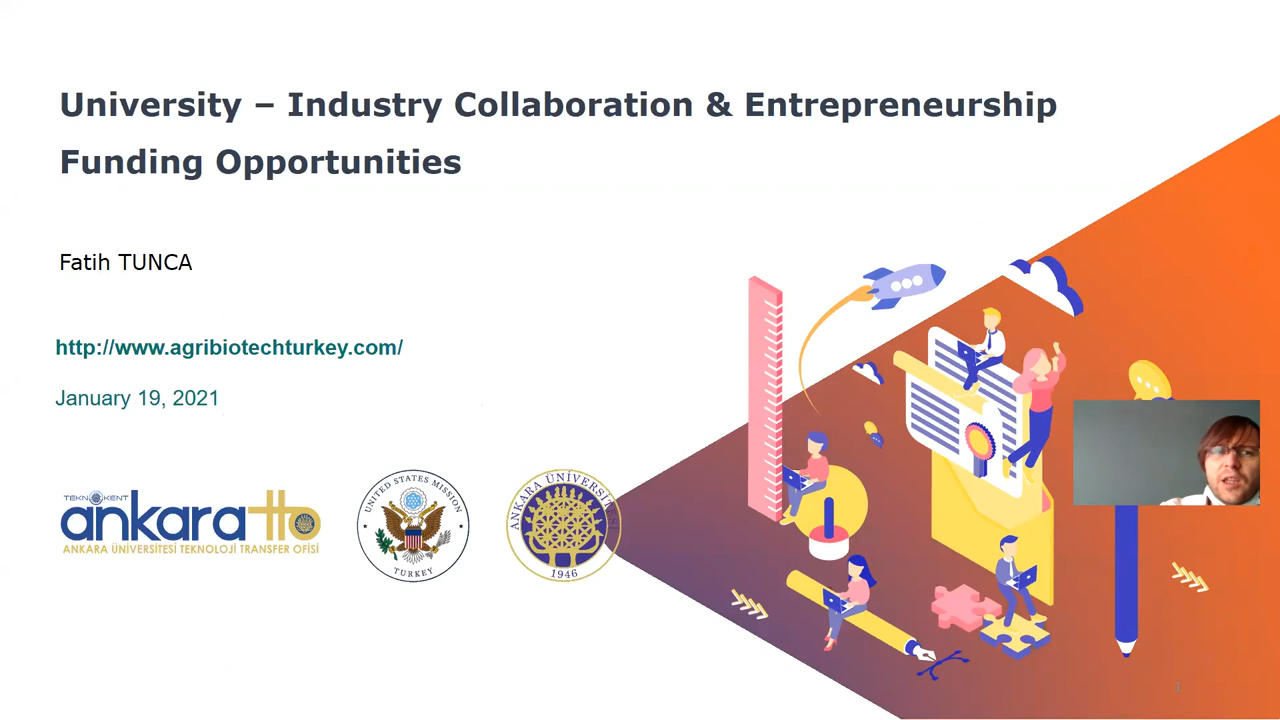 University – Industry Collaboration & Entrepreneurship
Funding Opportunities
Fatih TUNCA
http://www.agribiotechturkey.com/
January 19, 2021
TEKNOKENT
ankara tto
ANKARA ÜNİVERSİTESİ TEKNOLOJİ TRANSFER OFİSİ
UNITED STATES MISSION
TURKEY
ANKARA ÜNİVERSİTESİ
1946
1